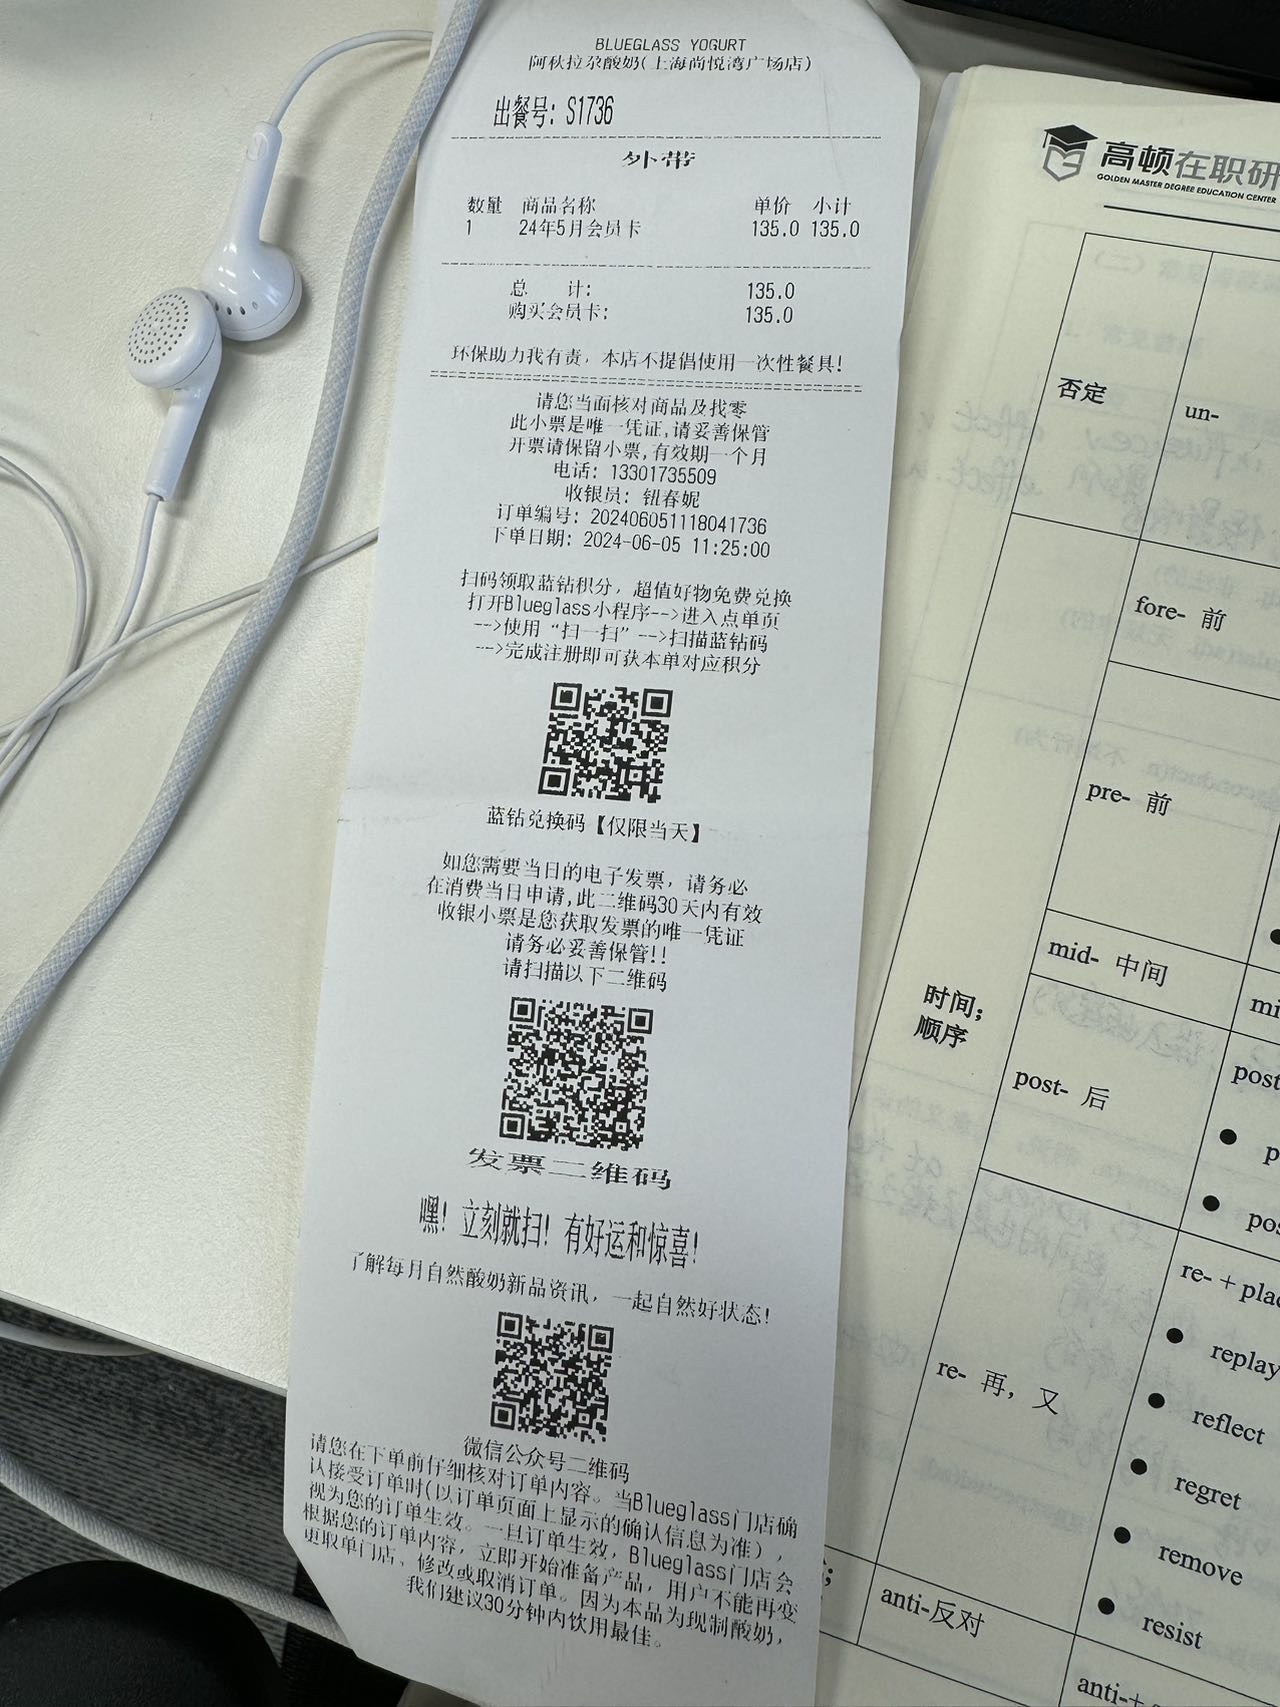 BLUEGLASS YOGURT
阿秋拉尕酸奶(上海尚悦湾广场店)
出餐号: S1736
外带
数量 商品名称 单价 小计
1 24年5月会员卡 135.0 135.0
总 计: 135.0
购买会员卡: 135.0
环保助力我有责, 本店不提倡使用一次性餐具!
请您当面核对商品及找零
此小票是唯一凭证,请妥善保管
开票请保留小票,有效期一个月
电话: 13301735509
收银员: 钮春妮
订单编号: 202406051118041736
下单日期: 2024-06-05 11:25:00
扫码领取蓝钻积分, 超值好物免费兑换
打开Blueglass小程序-->进入点单页
-->使用“扫一扫”-->扫描蓝钻码
-->完成注册即可获本单对应积分
蓝钻兑换码【仅限当天】
如您需要当日的电子发票, 请务必
在消费当日申请,此二维码30天内有效
收银小票是您获取发票的唯一凭证
请务必妥善保管!!
请扫描以下二维码
发票二维码
嘿! 立刻就扫! 有好运和惊喜!
了解每月自然酸奶新品资讯, 一起自然好状态!
微信公众号二维码
请您在下单前仔细核对订单内容。当Blueglass门店确
认接受订单时(以订单页面上显示的确认信息为准),
视为您的订单生效。一旦订单生效, Blueglass门店会
根据您的订单内容, 立即开始准备产品, 用户不能再变
更取单门店、修改或取消订单。因为本品为现制酸奶,
我们建议30分钟内饮用最佳。
高顿在职研
GOLDEN MASTER DEGREE EDUCATION CENTER
否定
un-
时间;
顺序
fore- 前
pre- 前
mid- 中间
mi
post- 后
post
● p
● pos
re- 再, 又
re- + plac
● replay
● reflect
● regret
● remove
● resist
anti-反对
anti-+